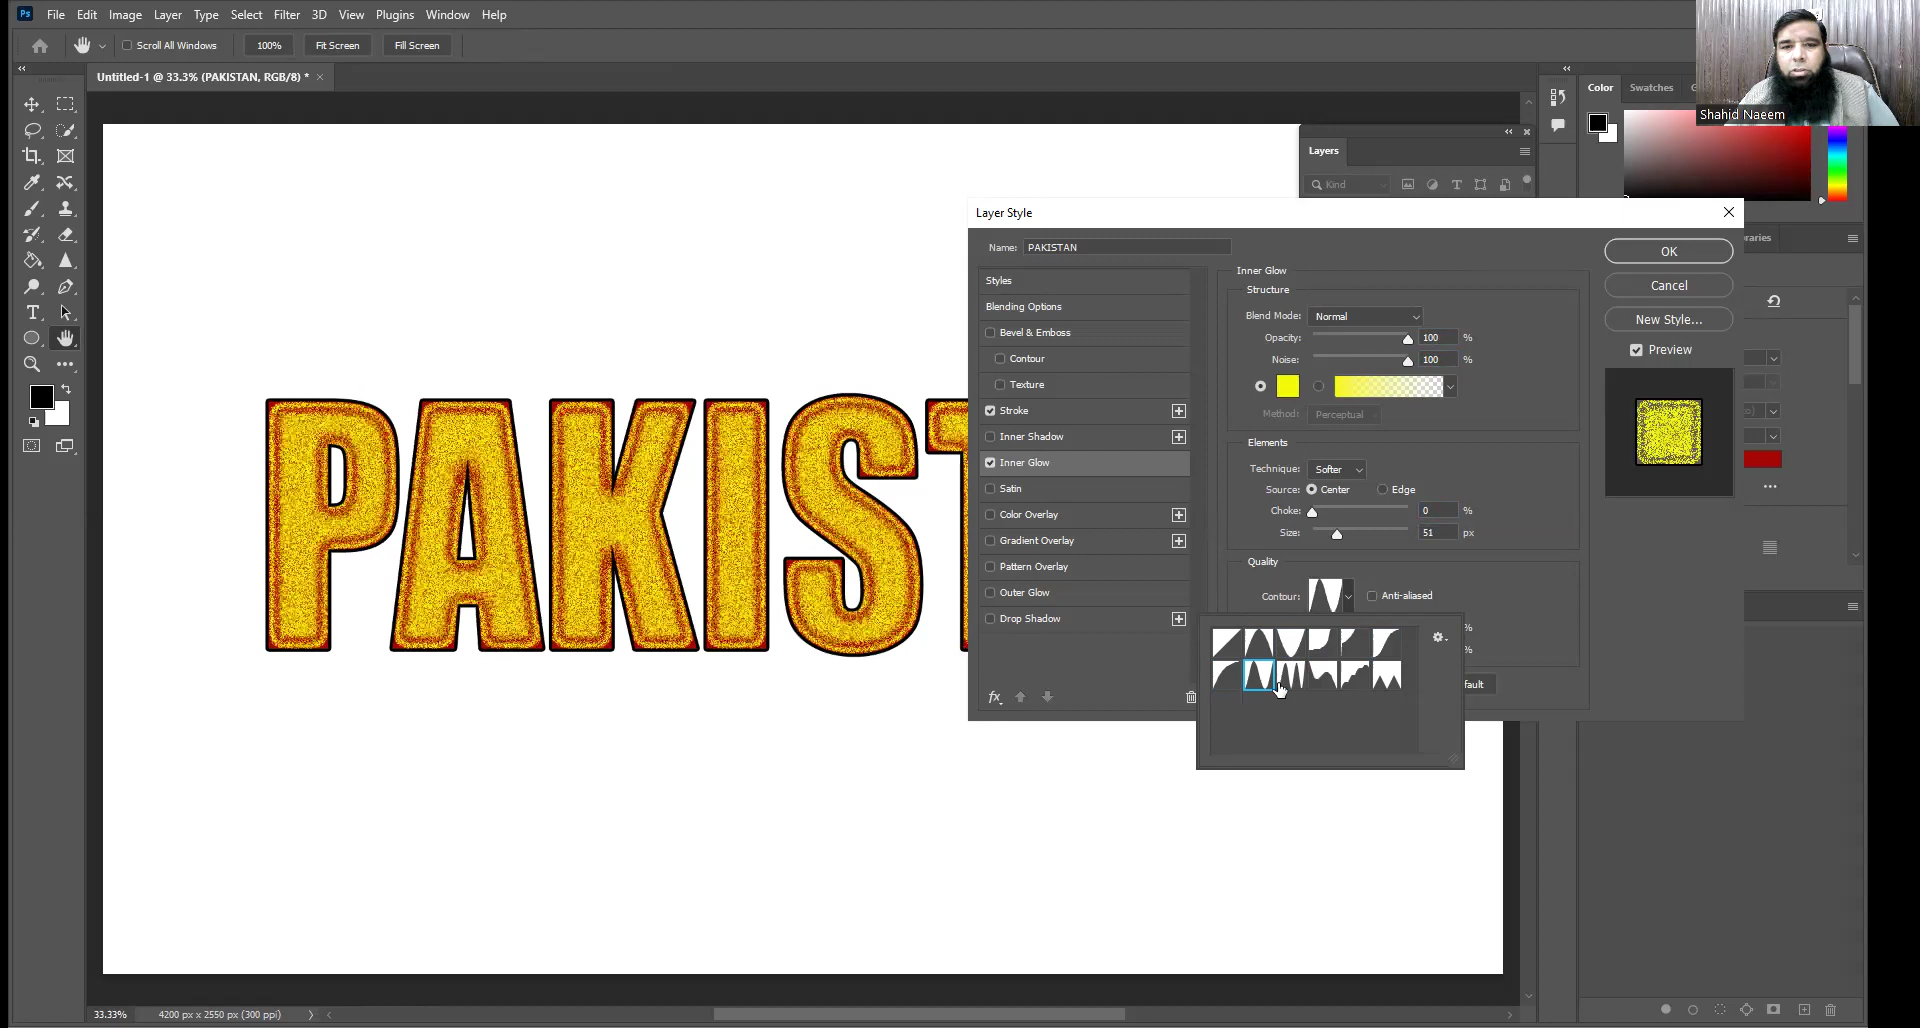 Ps File Edit Image Layer Type Select Filter 3D View Plugins Window Help
Scroll All Windows 100% Fit Screen Fill Screen
Untitled-1 @ 33.3% (PAKISTAN, RGB/8) * ×
Color Swatches
Shahid Naeem
Layers
Kind
Layer Style
Name: PAKISTAN
Styles
Blending Options
Bevel & Emboss
Contour
Texture
Stroke
Inner Shadow
Inner Glow
Satin
Color Overlay
Gradient Overlay
Pattern Overlay
Outer Glow
Drop Shadow
fx
Inner Glow
Structure
Blend Mode: Normal
Opacity: 100 %
Noise: 100 %
Method: Perceptual
Elements
Technique: Softer
Source: Center Edge
Choke: 0 %
Size: 51 px
Quality
Contour: Anti-aliased
%
%
fault
OK
Cancel
New Style...
Preview
raries
PAKIST
33.33% 4200 px x 2550 px (300 ppi)